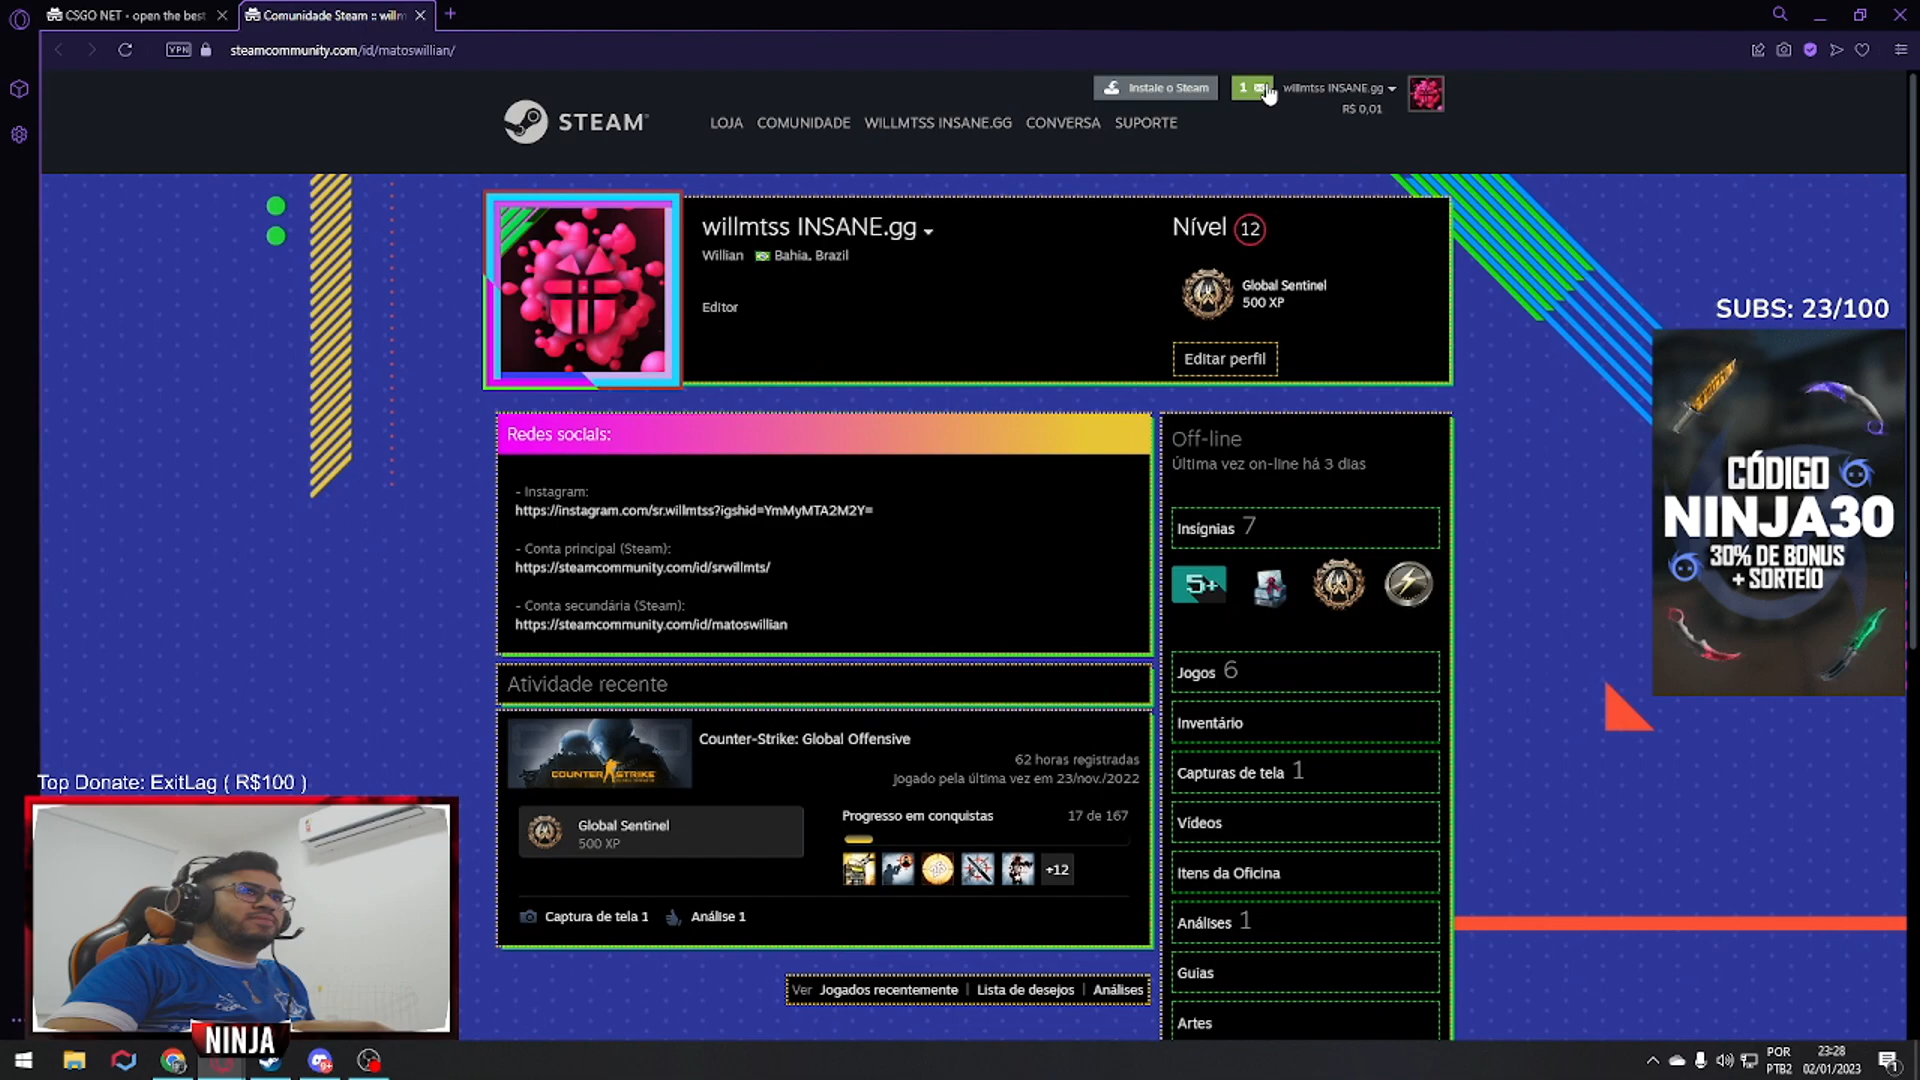 CSGO NET - open the best
Comunidade Steam :: willm
VPN
steamcommunity.com/id/matoswillian/
Instale o Steam
1
willmtss INSANE.gg
R$ 0,01
STEAM
LOJA COMUNIDADE WILLMTSS INSANE.GG CONVERSA SUPORTE
willmtss INSANE.gg
Willian Bahia, Brazil
Editor
Nível 12
Global Sentinel
500 XP
Editar perfil
SUBS: 23/100
CÓDIGO
NINJA30
30% DE BONUS
+ SORTEIO
Redes sociais:
- Instagram:
https://instagram.com/sr.willmtss?igshid=YmMyMTA2M2Y=
- Conta principal (Steam):
https://steamcommunity.com/id/srwillmts/
- Conta secundária (Steam):
https://steamcommunity.com/id/matoswillian
Off-line
Última vez on-line há 3 dias
Insígnias 7
5+
Jogos 6
Inventário
Capturas de tela 1
Vídeos
Itens da Oficina
Análises 1
Guias
Artes
Atividade recente
COUNTER STRIKE
Counter-Strike: Global Offensive
62 horas registradas
Jogado pela última vez em 23/nov./2022
Global Sentinel
500 XP
Progresso em conquistas 17 de 167
+12
Captura de tela 1 Análise 1
Ver Jogados recentemente | Lista de desejos | Análises
Top Donate: ExitLag ( R$100 )
NINJA
9+
POR
PTB2
23:28
02/01/2023
1